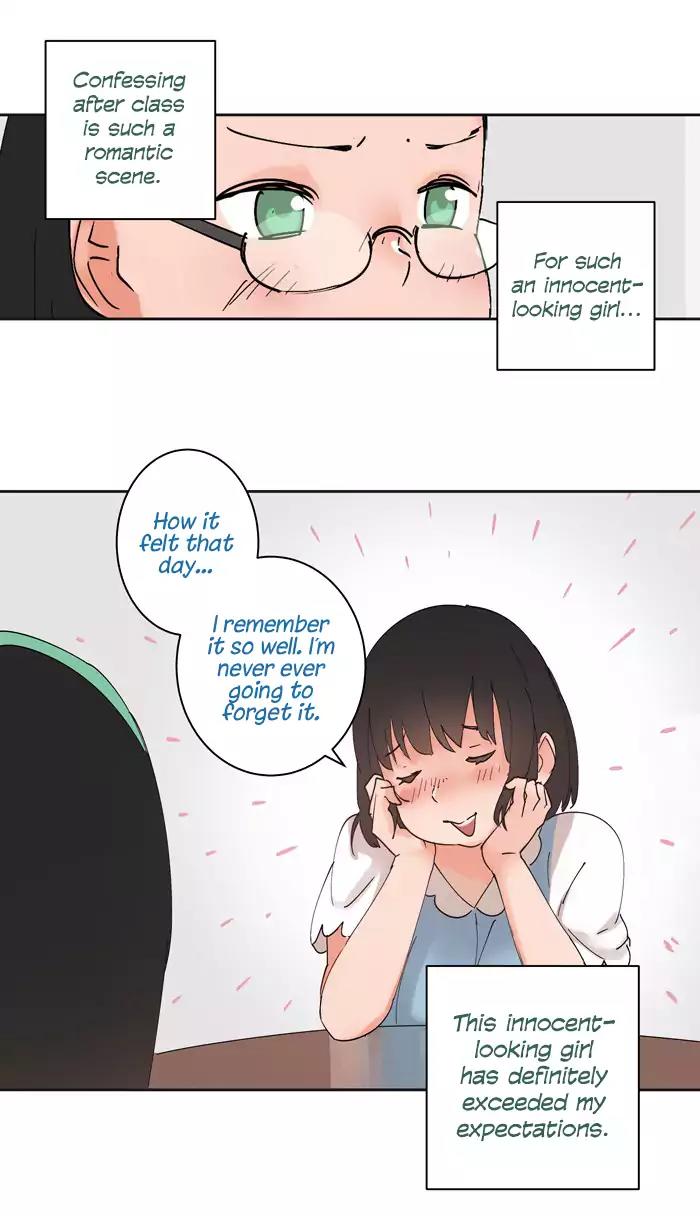 Confessing
after class
is such a
romantic
scene.
For such
an innocent-
looking girl...
How it
felt that
day...
I remember
it so well. I'm
never ever
going to
forget it.
This innocent-
looking girl
has definitely
exceeded my
expectations.